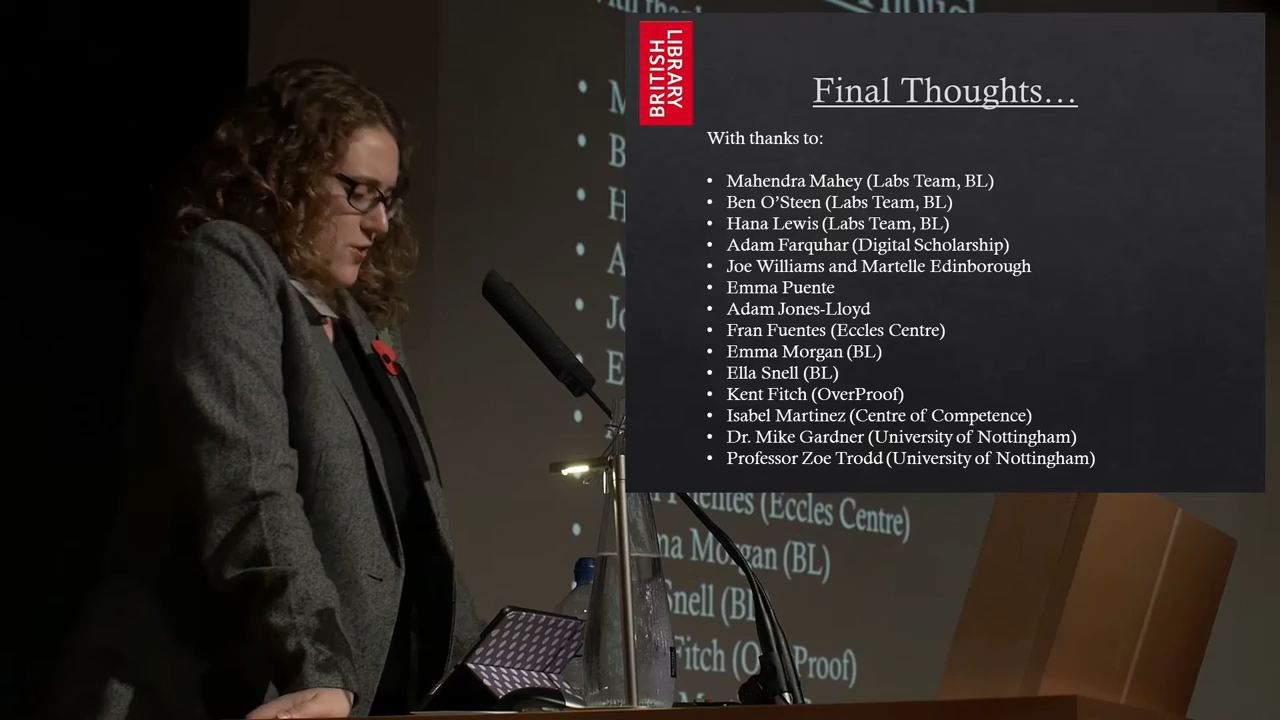 BRITISH
LIBRARY
Final Thoughts…
With thanks to:
• Mahendra Mahey (Labs Team, BL)
• Ben O’Steen (Labs Team, BL)
• Hana Lewis (Labs Team, BL)
• Adam Farquhar (Digital Scholarship)
• Joe Williams and Martelle Edinborough
• Emma Puente
• Adam Jones-Lloyd
• Fran Fuentes (Eccles Centre)
• Emma Morgan (BL)
• Ella Snell (BL)
• Kent Fitch (OverProof)
• Isabel Martinez (Centre of Competence)
• Dr. Mike Gardner (University of Nottingham)
• Professor Zoe Trodd (University of Nottingham)
Fuentes (Eccles Centre)
Morgan (BL)
Snell (BL
Fitch (O Proof)